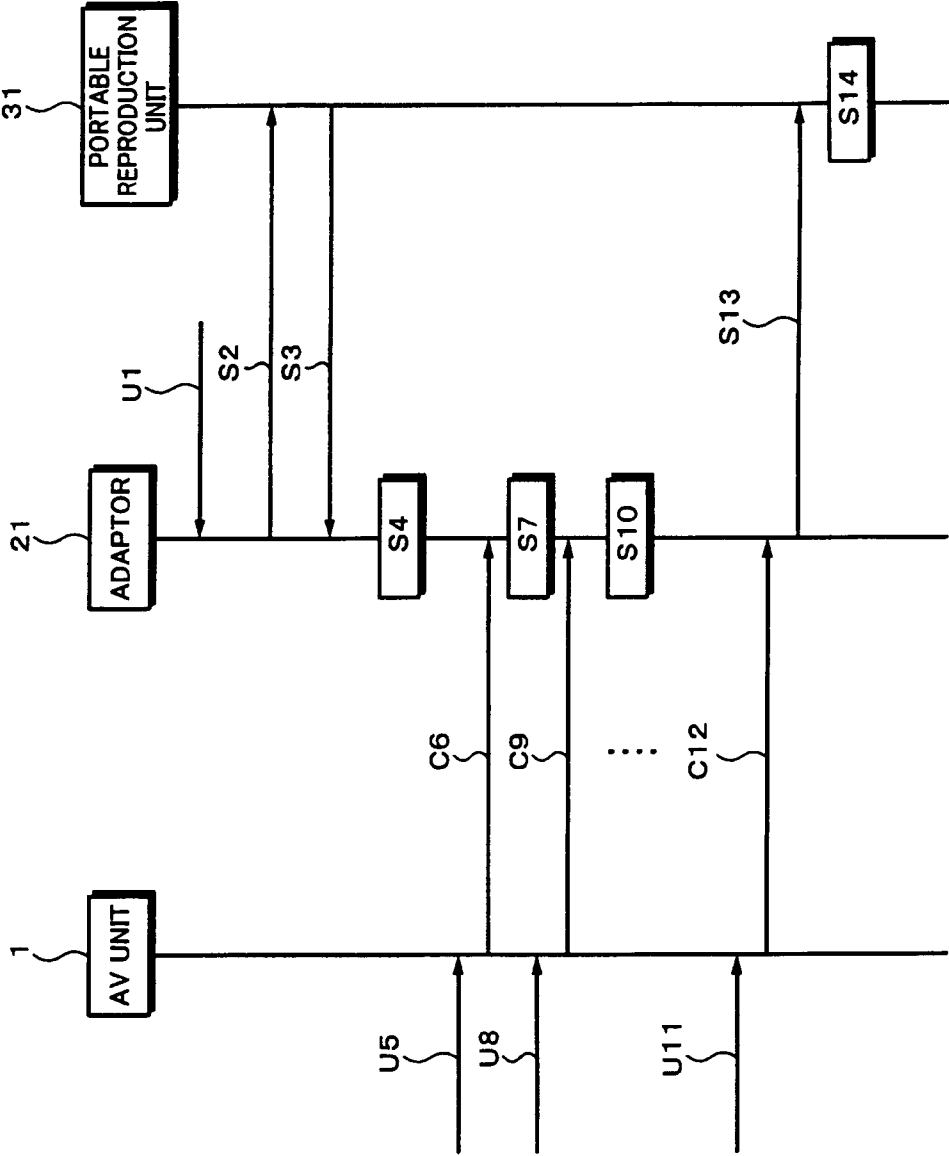 1
AV UNIT
21
ADAPTOR
31
PORTABLE
REPRODUCTION
UNIT
U1
S2
S3
S4
U5
C6
S7
U8
C9
S10
....
U11
C12
S13
S14